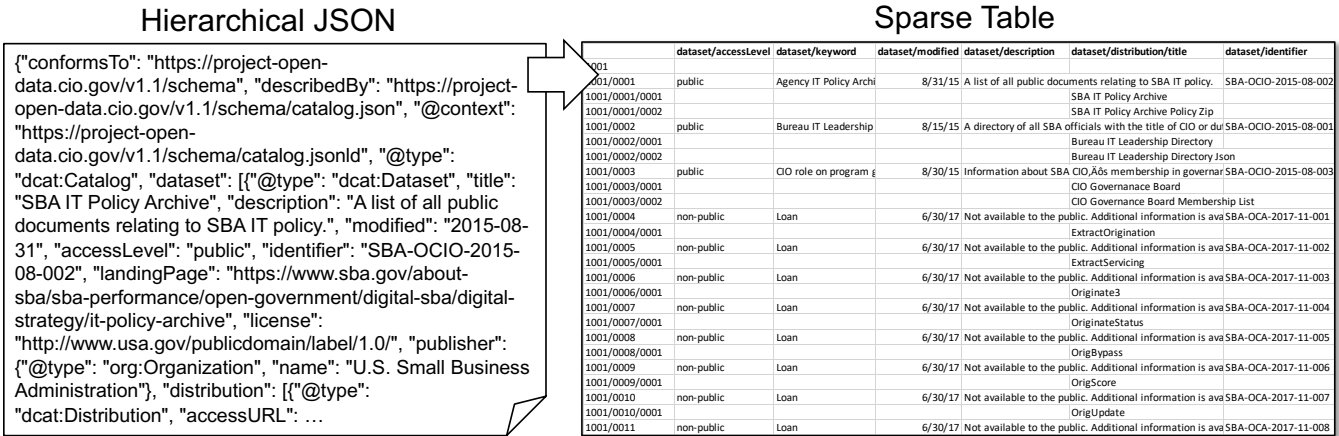 Hierarchical JSON
Sparse Table
{"conformsTo": "https://project-open-
data.cio.gov/v1.1/schema", "describedBy": "https://project-
open-data.cio.gov/v1.1/schema/catalog.json", "@context":
"https://project-open-
data.cio.gov/v1.1/schema/catalog.jsonld", "@type":
"dcat:Catalog", "dataset": [{"@type": "dcat:Dataset", "title":
"SBA IT Policy Archive", "description": "A list of all public
documents relating to SBA IT policy.", "modified": "2015-08-
31", "accessLevel": "public", "identifier": "SBA-OCIO-2015-
08-002", "landingPage": "https://www.sba.gov/about-
sba/sba-performance/open-government/digital-sba/digital-
strategy/it-policy-archive", "license":
"http://www.usa.gov/publicdomain/label/1.0/", "publisher":
{"@type": "org:Organization", "name": "U.S. Small Business
Administration"}, "distribution": [{"@type":
"dcat:Distribution", "accessURL": …
dataset/accessLevel dataset/keyword dataset/modified dataset/description dataset/distribution/title dataset/identifier
001
001/0001 public Agency IT Policy Archi 8/31/15 A list of all public documents relating to SBA IT policy. SBA-OCIO-2015-08-002
1001/0001/0001 SBA IT Policy Archive
1001/0001/0002 SBA IT Policy Archive Policy Zip
1001/0002 public Bureau IT Leadership 8/15/15 A directory of all SBA officials with the title of CIO or du SBA-OCIO-2015-08-001
1001/0002/0001 Bureau IT Leadership Directory
1001/0002/0002 Bureau IT Leadership Directory Json
1001/0003 public CIO role on program g 8/30/15 Information about SBA CIO‚Äôs membership in governar SBA-OCIO-2015-08-003
1001/0003/0001 CIO Governanace Board
1001/0003/0002 CIO Governance Board Membership List
1001/0004 non-public Loan 6/30/17 Not available to the public. Additional information is ava SBA-OCA-2017-11-001
1001/0004/0001 ExtractOrigination
1001/0005 non-public Loan 6/30/17 Not available to the public. Additional information is ava SBA-OCA-2017-11-002
1001/0005/0001 ExtractServicing
1001/0006 non-public Loan 6/30/17 Not available to the public. Additional information is ava SBA-OCA-2017-11-003
1001/0006/0001 Originate3
1001/0007 non-public Loan 6/30/17 Not available to the public. Additional information is ava SBA-OCA-2017-11-004
1001/0007/0001 OriginateStatus
1001/0008 non-public Loan 6/30/17 Not available to the public. Additional information is ava SBA-OCA-2017-11-005
1001/0008/0001 OrigBypass
1001/0009 non-public Loan 6/30/17 Not available to the public. Additional information is ava SBA-OCA-2017-11-006
1001/0009/0001 OrigScore
1001/0010 non-public Loan 6/30/17 Not available to the public. Additional information is ava SBA-OCA-2017-11-007
1001/0010/0001 OrigUpdate
1001/0011 non-public Loan 6/30/17 Not available to the public. Additional information is ava SBA-OCA-2017-11-008